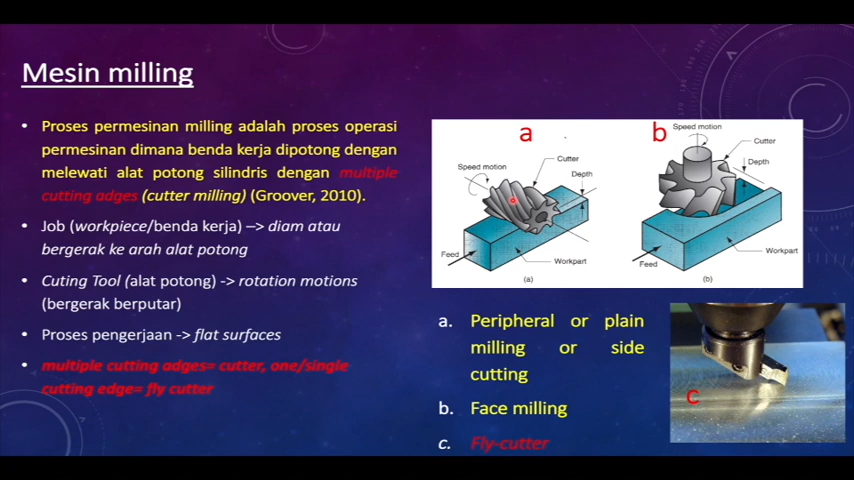 Mesin milling
• Proses permesinan milling adalah proses operasi
permesinan dimana benda kerja dipotong dengan
melewati alat potong silindris dengan multiple
cutting adges (cutter milling) (Groover, 2010).
• Job (workpiece/benda kerja) –> diam atau
bergerak ke arah alat potong
• Cuting Tool (alat potong) -> rotation motions
(bergerak berputar)
• Proses pengerjaan -> flat surfaces
• multiple cutting adges= cutter, one/single
cutting edge= fly cutter
a
Speed motion
Cutter
Depth
Feed
Workpart
(a)
b
Speed motion
Cutter
Depth
Feed
Workpart
(b)
a. Peripheral or plain
milling or side
cutting
b. Face milling
c. Fly-cutter
c